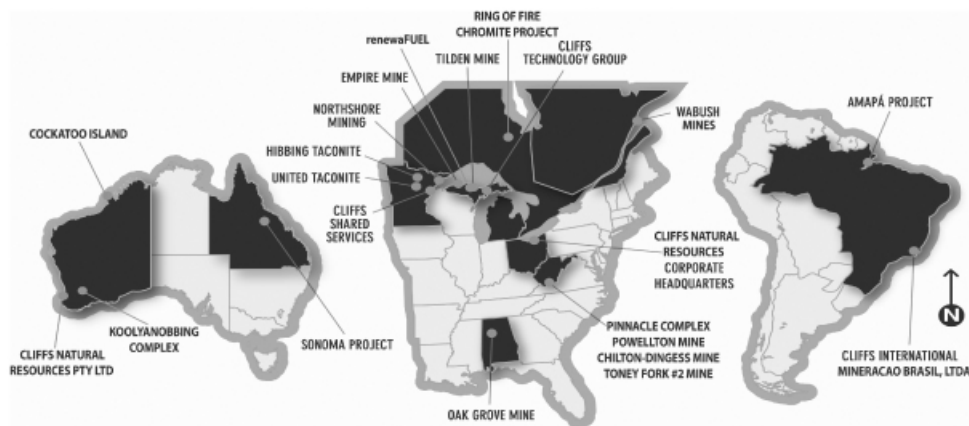 RING OF FIRE
CHROMITE PROJECT
renewaFUEL
TILDEN MINE
CLIFFS
TECHNOLOGY GROUP
EMPIRE MINE
NORTHSHORE
MINING
HIBBING TACONITE
UNITED TACONITE
CLIFFS
SHARED
SERVICES
WABUSH
MINES
AMAPÁ PROJECT
COCKATOO ISLAND
CLIFFS NATURAL
RESOURCES
CORPORATE
HEADQUARTERS
N
KOOLYANOBBING
COMPLEX
SONOMA PROJECT
CLIFFS NATURAL
RESOURCES PTY LTD
PINNACLE COMPLEX
POWELLTON MINE
CHILTON-DINGESS MINE
TONEY FORK #2 MINE
CLIFFS INTERNATIONAL
MINERACAO BRASIL, LTDA
OAK GROVE MINE